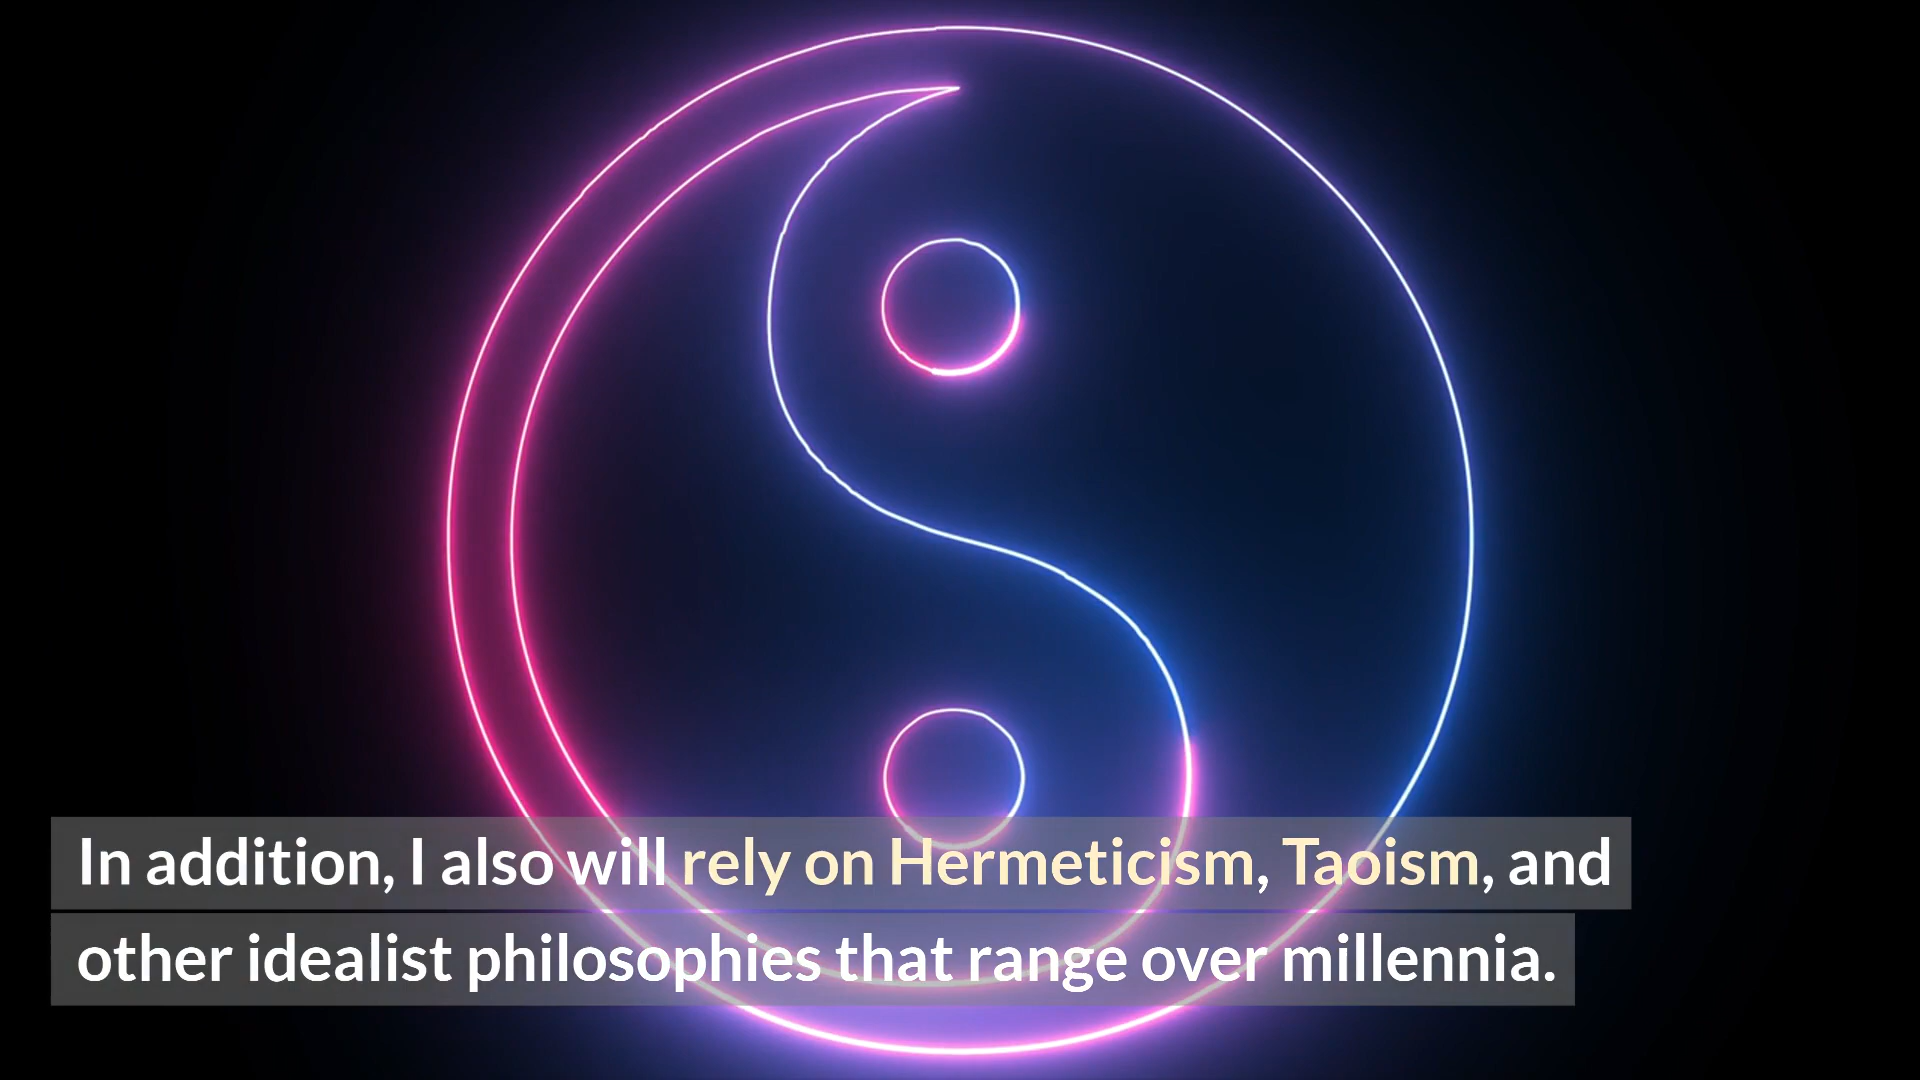 In addition, I also will rely on Hermeticism, Taoism, and
other idealist philosophies that range over millennia.